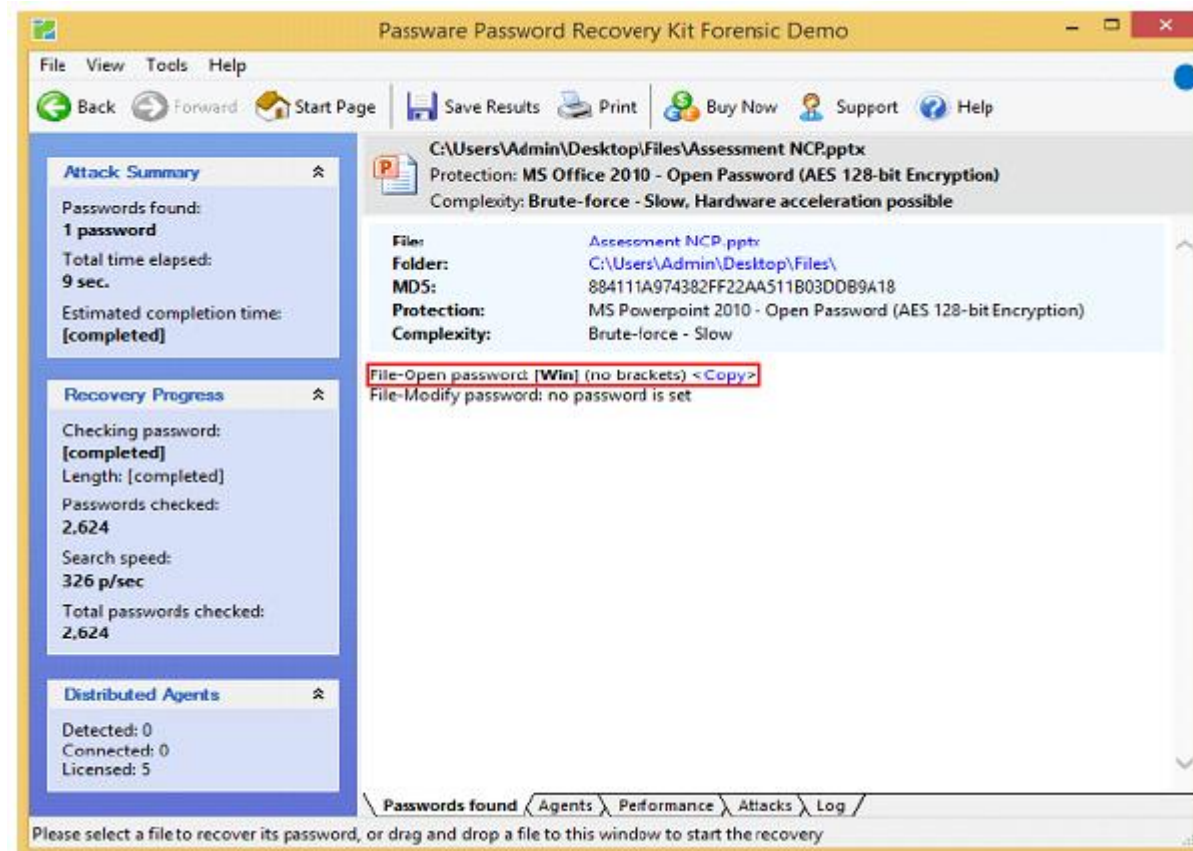 Passware Password Recovery Kit Forensic Demo
File View Tools Help
Back Forward Start Page Save Results Print Buy Now Support Help
Attack Summary
Passwords found:
1 password
Total time elapsed:
9 sec.
Estimated completion time:
[completed]
Recovery Progress
Checking password:
[completed]
Length: [completed]
Passwords checked:
2,624
Search speed:
326 p/sec
Total passwords checked:
2,624
Distributed Agents
Detected: 0
Connected: 0
Licensed: 5
C:\Users\Admin\Desktop\Files\Assessment NCP.pptx
Protection: MS Office 2010 - Open Password (AES 128-bit Encryption)
Complexity: Brute-force - Slow, Hardware acceleration possible
File: Assessment NCP.pptx
Folder: C:\Users\Admin\Desktop\Files\
MD5: 884111A974382FF22AA511B03DDB9A18
Protection: MS Powerpoint 2010 - Open Password (AES 128-bit Encryption)
Complexity: Brute-force - Slow
File-Open password: [Win] (no brackets) <Copy>
File-Modify password: no password is set
Passwords found Agents Performance Attacks Log
Please select a file to recover its password, or drag and drop a file to this window to start the recovery